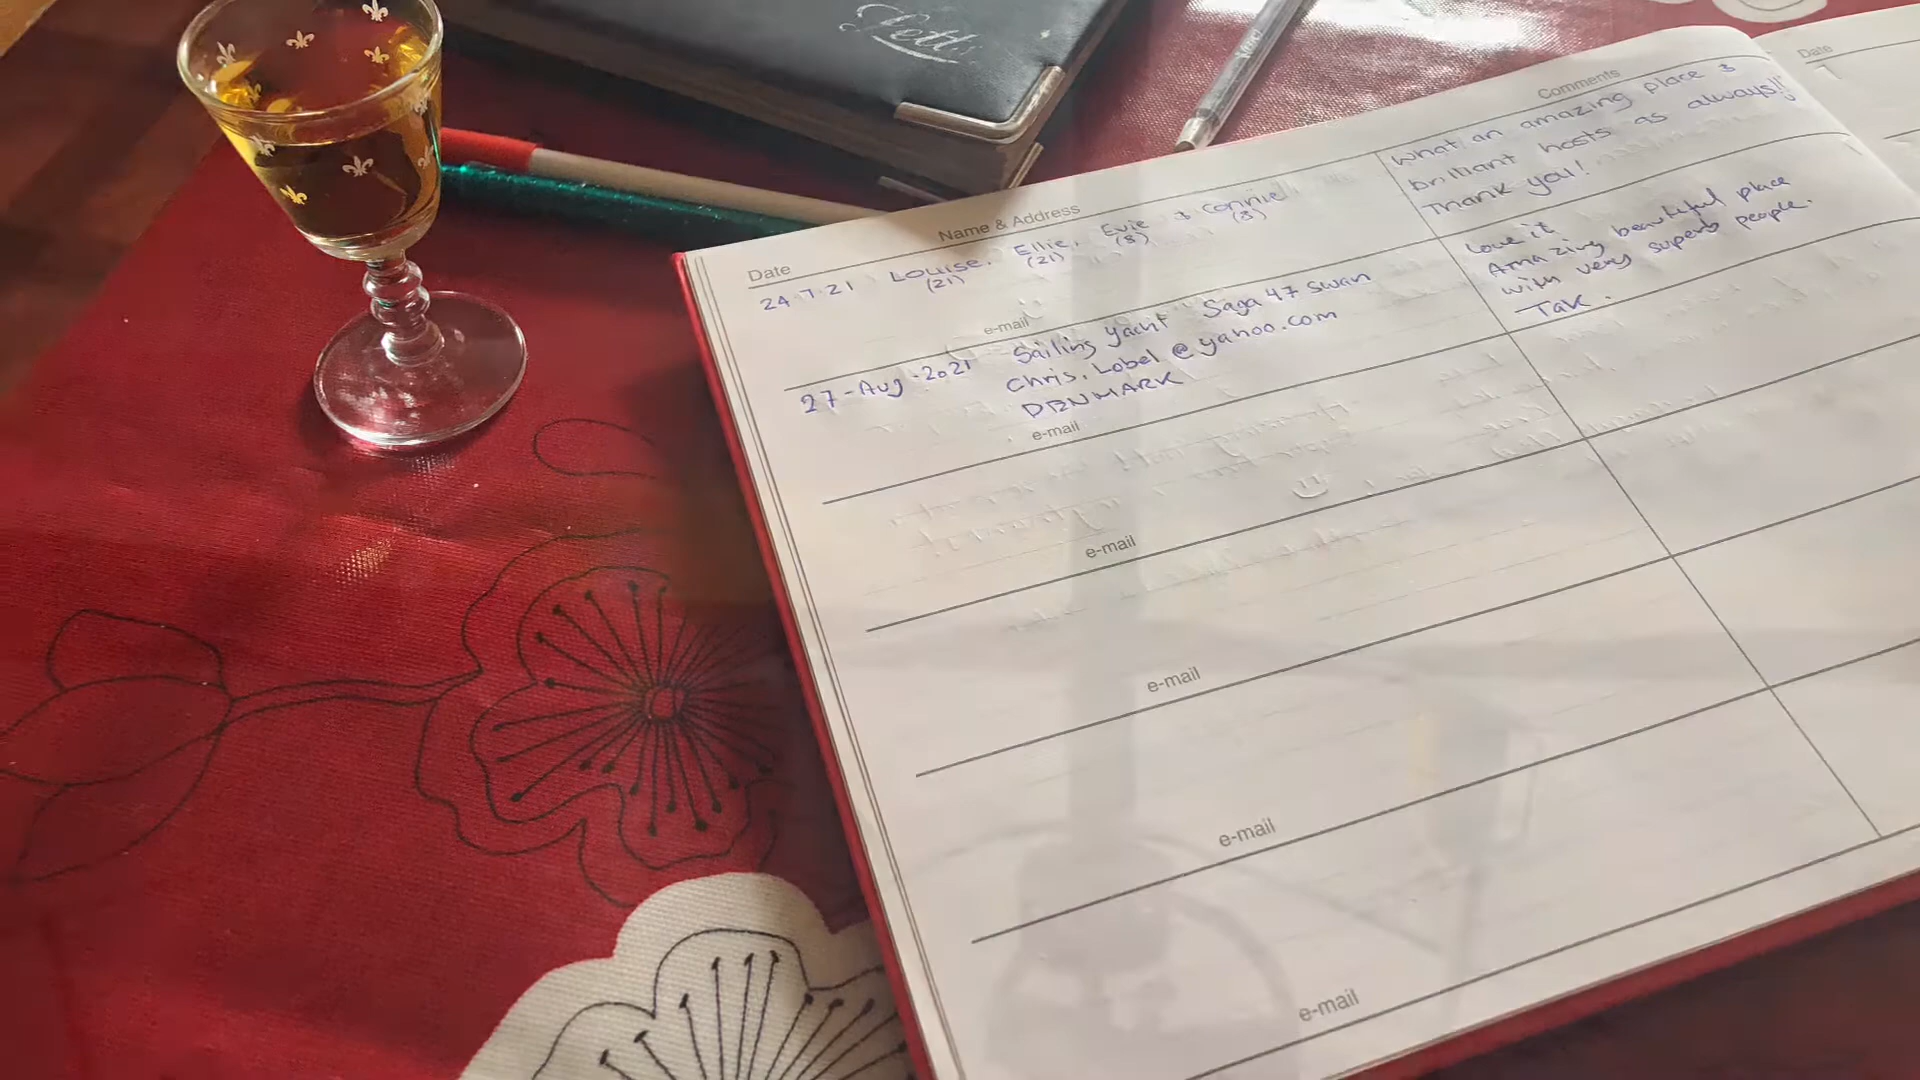 Letts
Date
Name & Address
Comments
Date
24.7.21 Louise, Ellie, Evie & Connie
(21) (21) (8) (8)
e-mail
What an amazing place &
brilliant hosts as always!!
Thank you!
27-Aug-2021 Sailing yacht Saga 47 Swan
Chris.Lobel@yahoo.com
DENMARK
e-mail
Love it
Amazing beautiful place
with very superb people.
Tak.
e-mail
e-mail
e-mail
e-mail